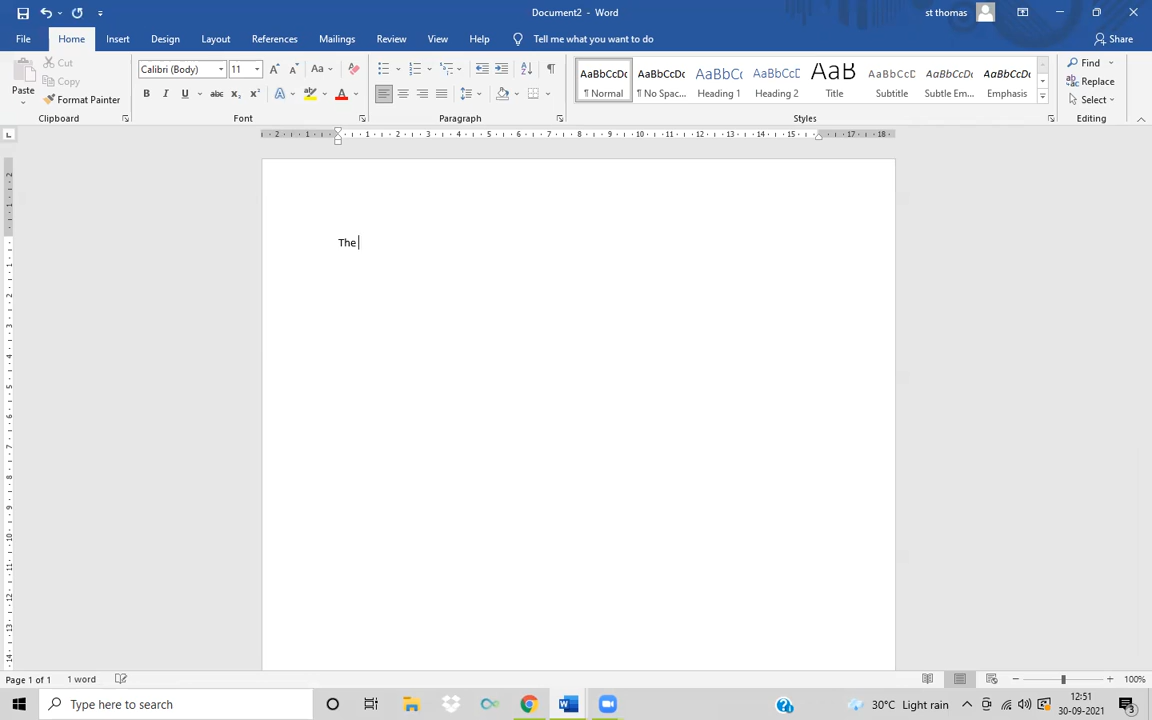 Document2 - Word
st thomas
File Home Insert Design Layout References Mailings Review View Help Tell me what you want to do Share
Paste
Cut
Copy
Format Painter
Clipboard
Calibri (Body) 11
Font
Paragraph
AaBbCcDc AaBbCcDc AaBbCc AaBbCcD AaB AaBbCcD AaBbCcDc AaBbCcDc
¶ Normal ¶ No Spac... Heading 1 Heading 2 Title Subtitle Subtle Em... Emphasis
Styles
Find
Replace
Select
Editing
The
Page 1 of 1 1 word
100%
Type here to search
30°C Light rain
12:51
30-09-2021
3